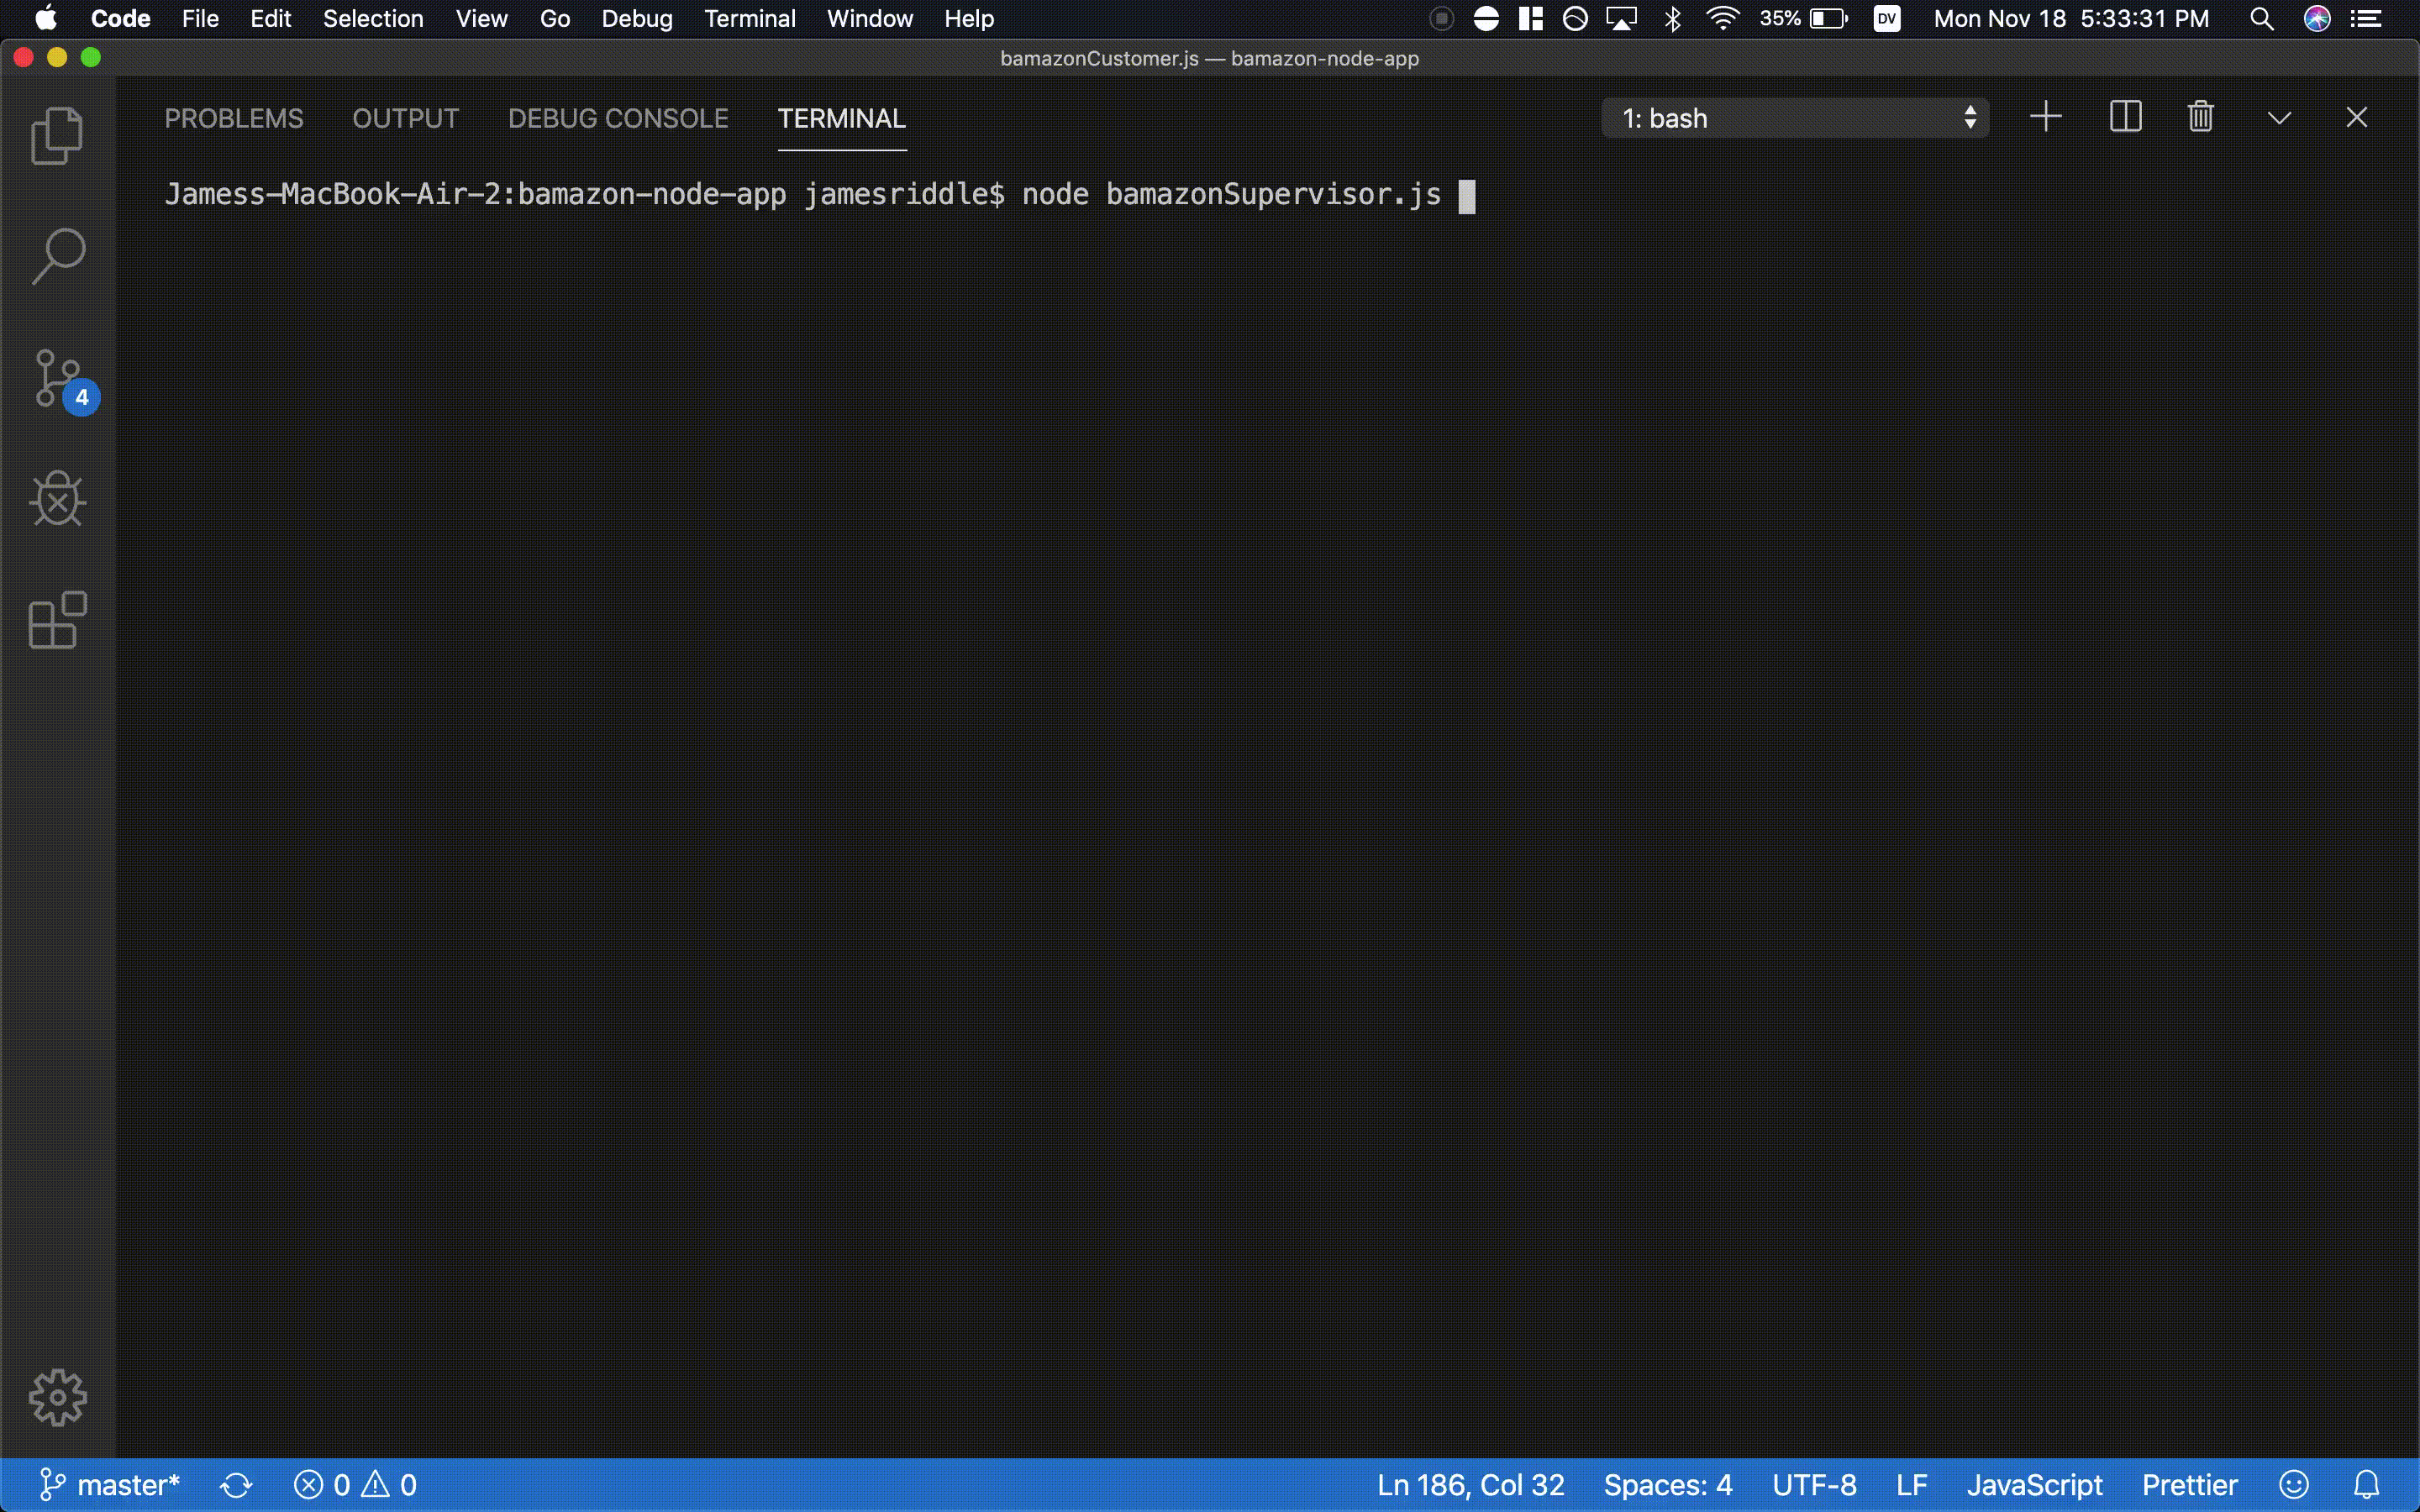 Code File Edit Selection View Go Debug Terminal Window Help 35% DV Mon Nov 18 5:33:31 PM
bamazonCustomer.js — bamazon-node-app
PROBLEMS OUTPUT DEBUG CONSOLE TERMINAL 1: bash
Jamess-MacBook-Air-2:bamazon-node-app jamesriddle$ node bamazonSupervisor.js
4
master* 0 0 Ln 186, Col 32 Spaces: 4 UTF-8 LF JavaScript Prettier